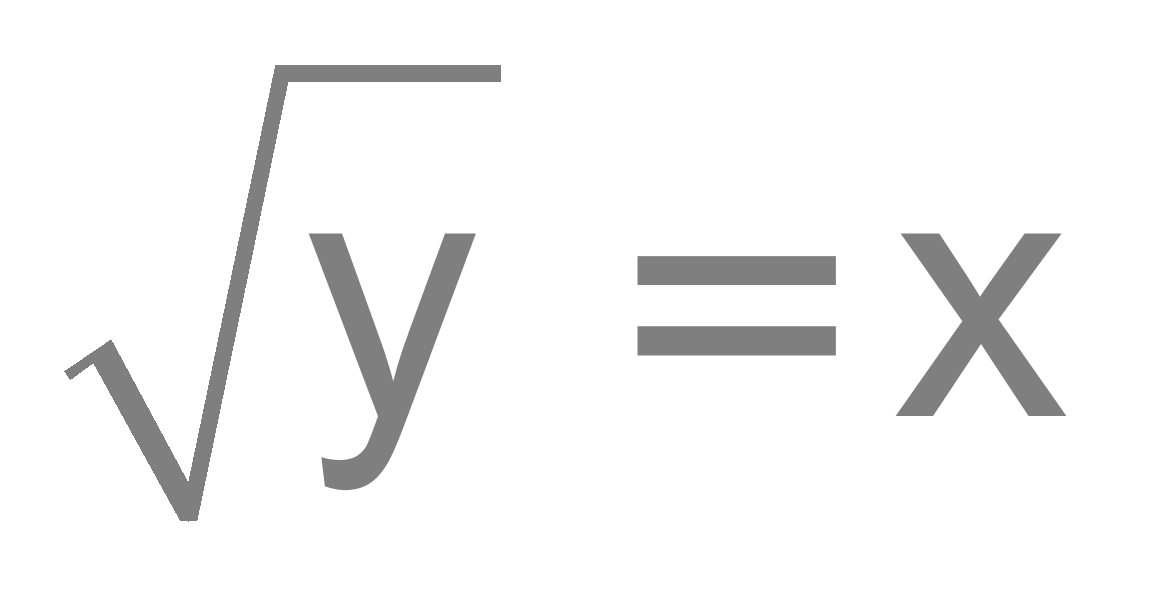 √y = x